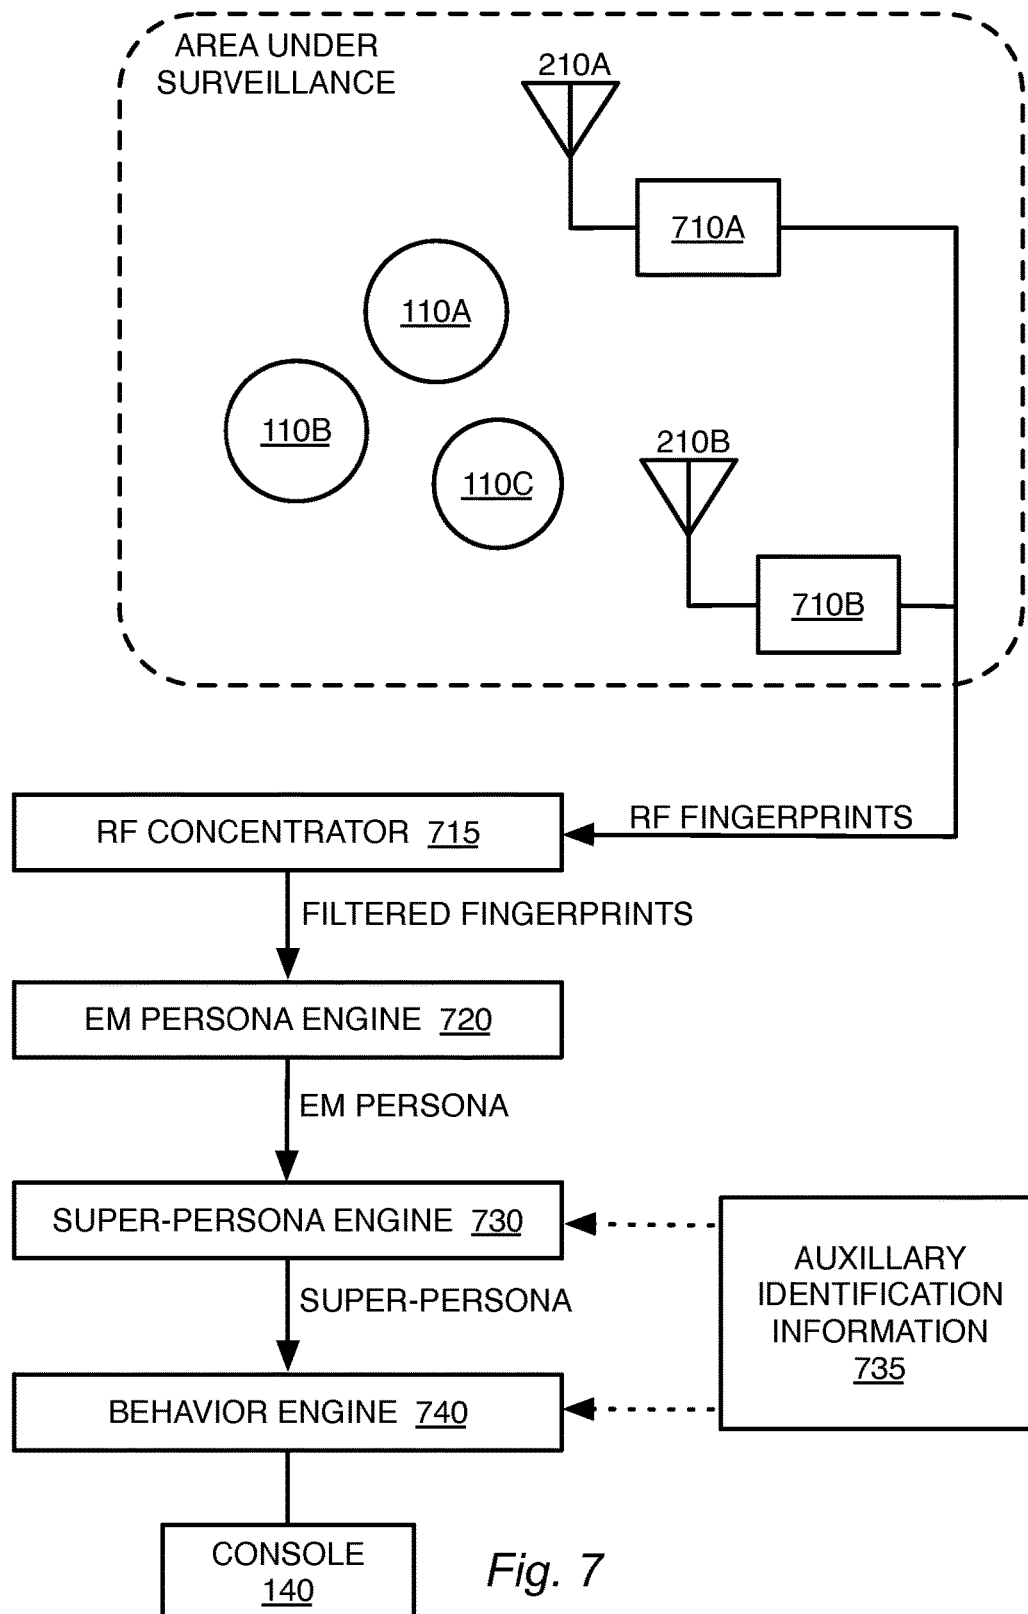 AREA UNDER
SURVEILLANCE
210A
710A
110A
110B
110C
210B
710B
RF FINGERPRINTS
RF CONCENTRATOR 715
FILTERED FINGERPRINTS
EM PERSONA ENGINE 720
EM PERSONA
SUPER-PERSONA ENGINE 730
SUPER-PERSONA
AUXILLARY
IDENTIFICATION
INFORMATION
735
BEHAVIOR ENGINE 740
CONSOLE
140
Fig. 7